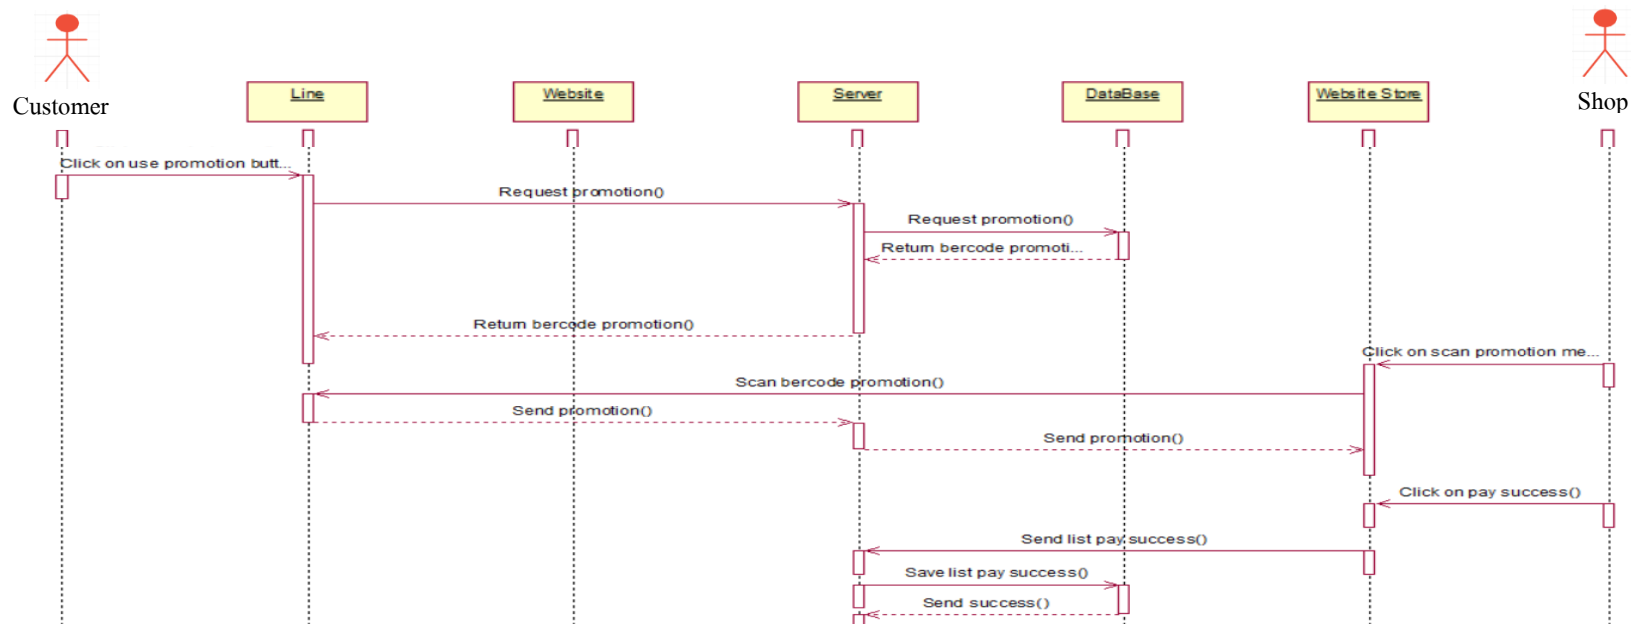 Customer
Line
Website
Server
DataBase
Website Store
Shop
Click on use promotion butt...
Request promotion()
Request promotion()
Return bercode promoti...
Return bercode promotion()
Click on scan promotion me...
Scan bercode promotion()
Send promotion()
Send promotion()
Click on pay success()
Send list pay success()
Save list pay success()
Send success()